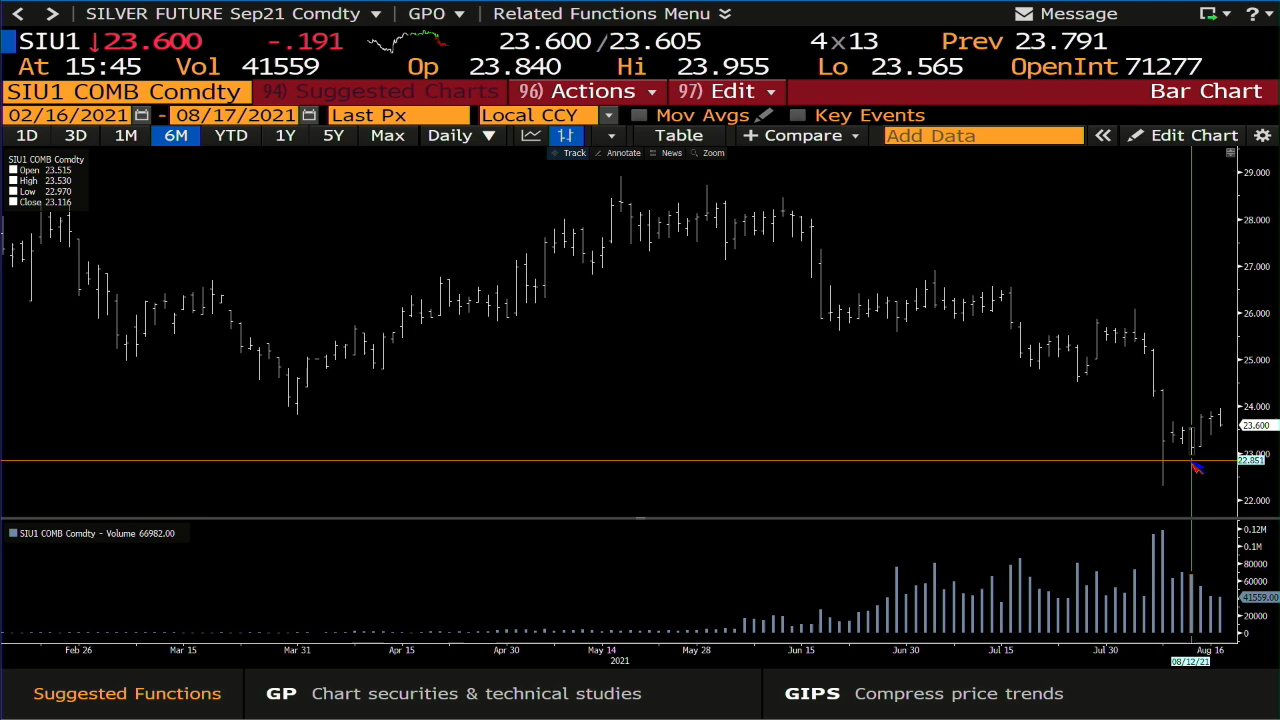 SILVER FUTURE Sep21 Comdty GPO Related Functions Menu Message ?
SIU1 ↓23.600 -.191 23.600/23.605 4x13 Prev 23.791
At 15:45 Vol 41559 Op 23.840 Hi 23.955 Lo 23.565 OpenInt 71277
SIU1 COMB Comdty 94) Suggested Charts 96) Actions 97) Edit Bar Chart
02/16/2021 - 08/17/2021 Last Px Local CCY Mov Avgs Key Events
1D 3D 1M 6M YTD 1Y 5Y Max Daily ▼ Table + Compare Add Data « Edit Chart
Track Annotate News Zoom
SIU1 COMB Comdty
Open 23.515
High 23.530
Low 22.970
Close 23.116
29.000
28.000
27.000
26.000
25.000
24.000
23.600
23.000
22.851
22.000
SIU1 COMB Comdty - Volume 66982.00
0.12M
0.1M
80000
60000
41559.00
20000
0
Feb 26 Mar 15 Mar 31 Apr 15 Apr 30 May 14 May 28 Jun 15 Jun 30 Jul 15 Jul 30 Aug 16
2021 08/12/21
Suggested Functions GP Chart securities & technical studies GIPS Compress price trends